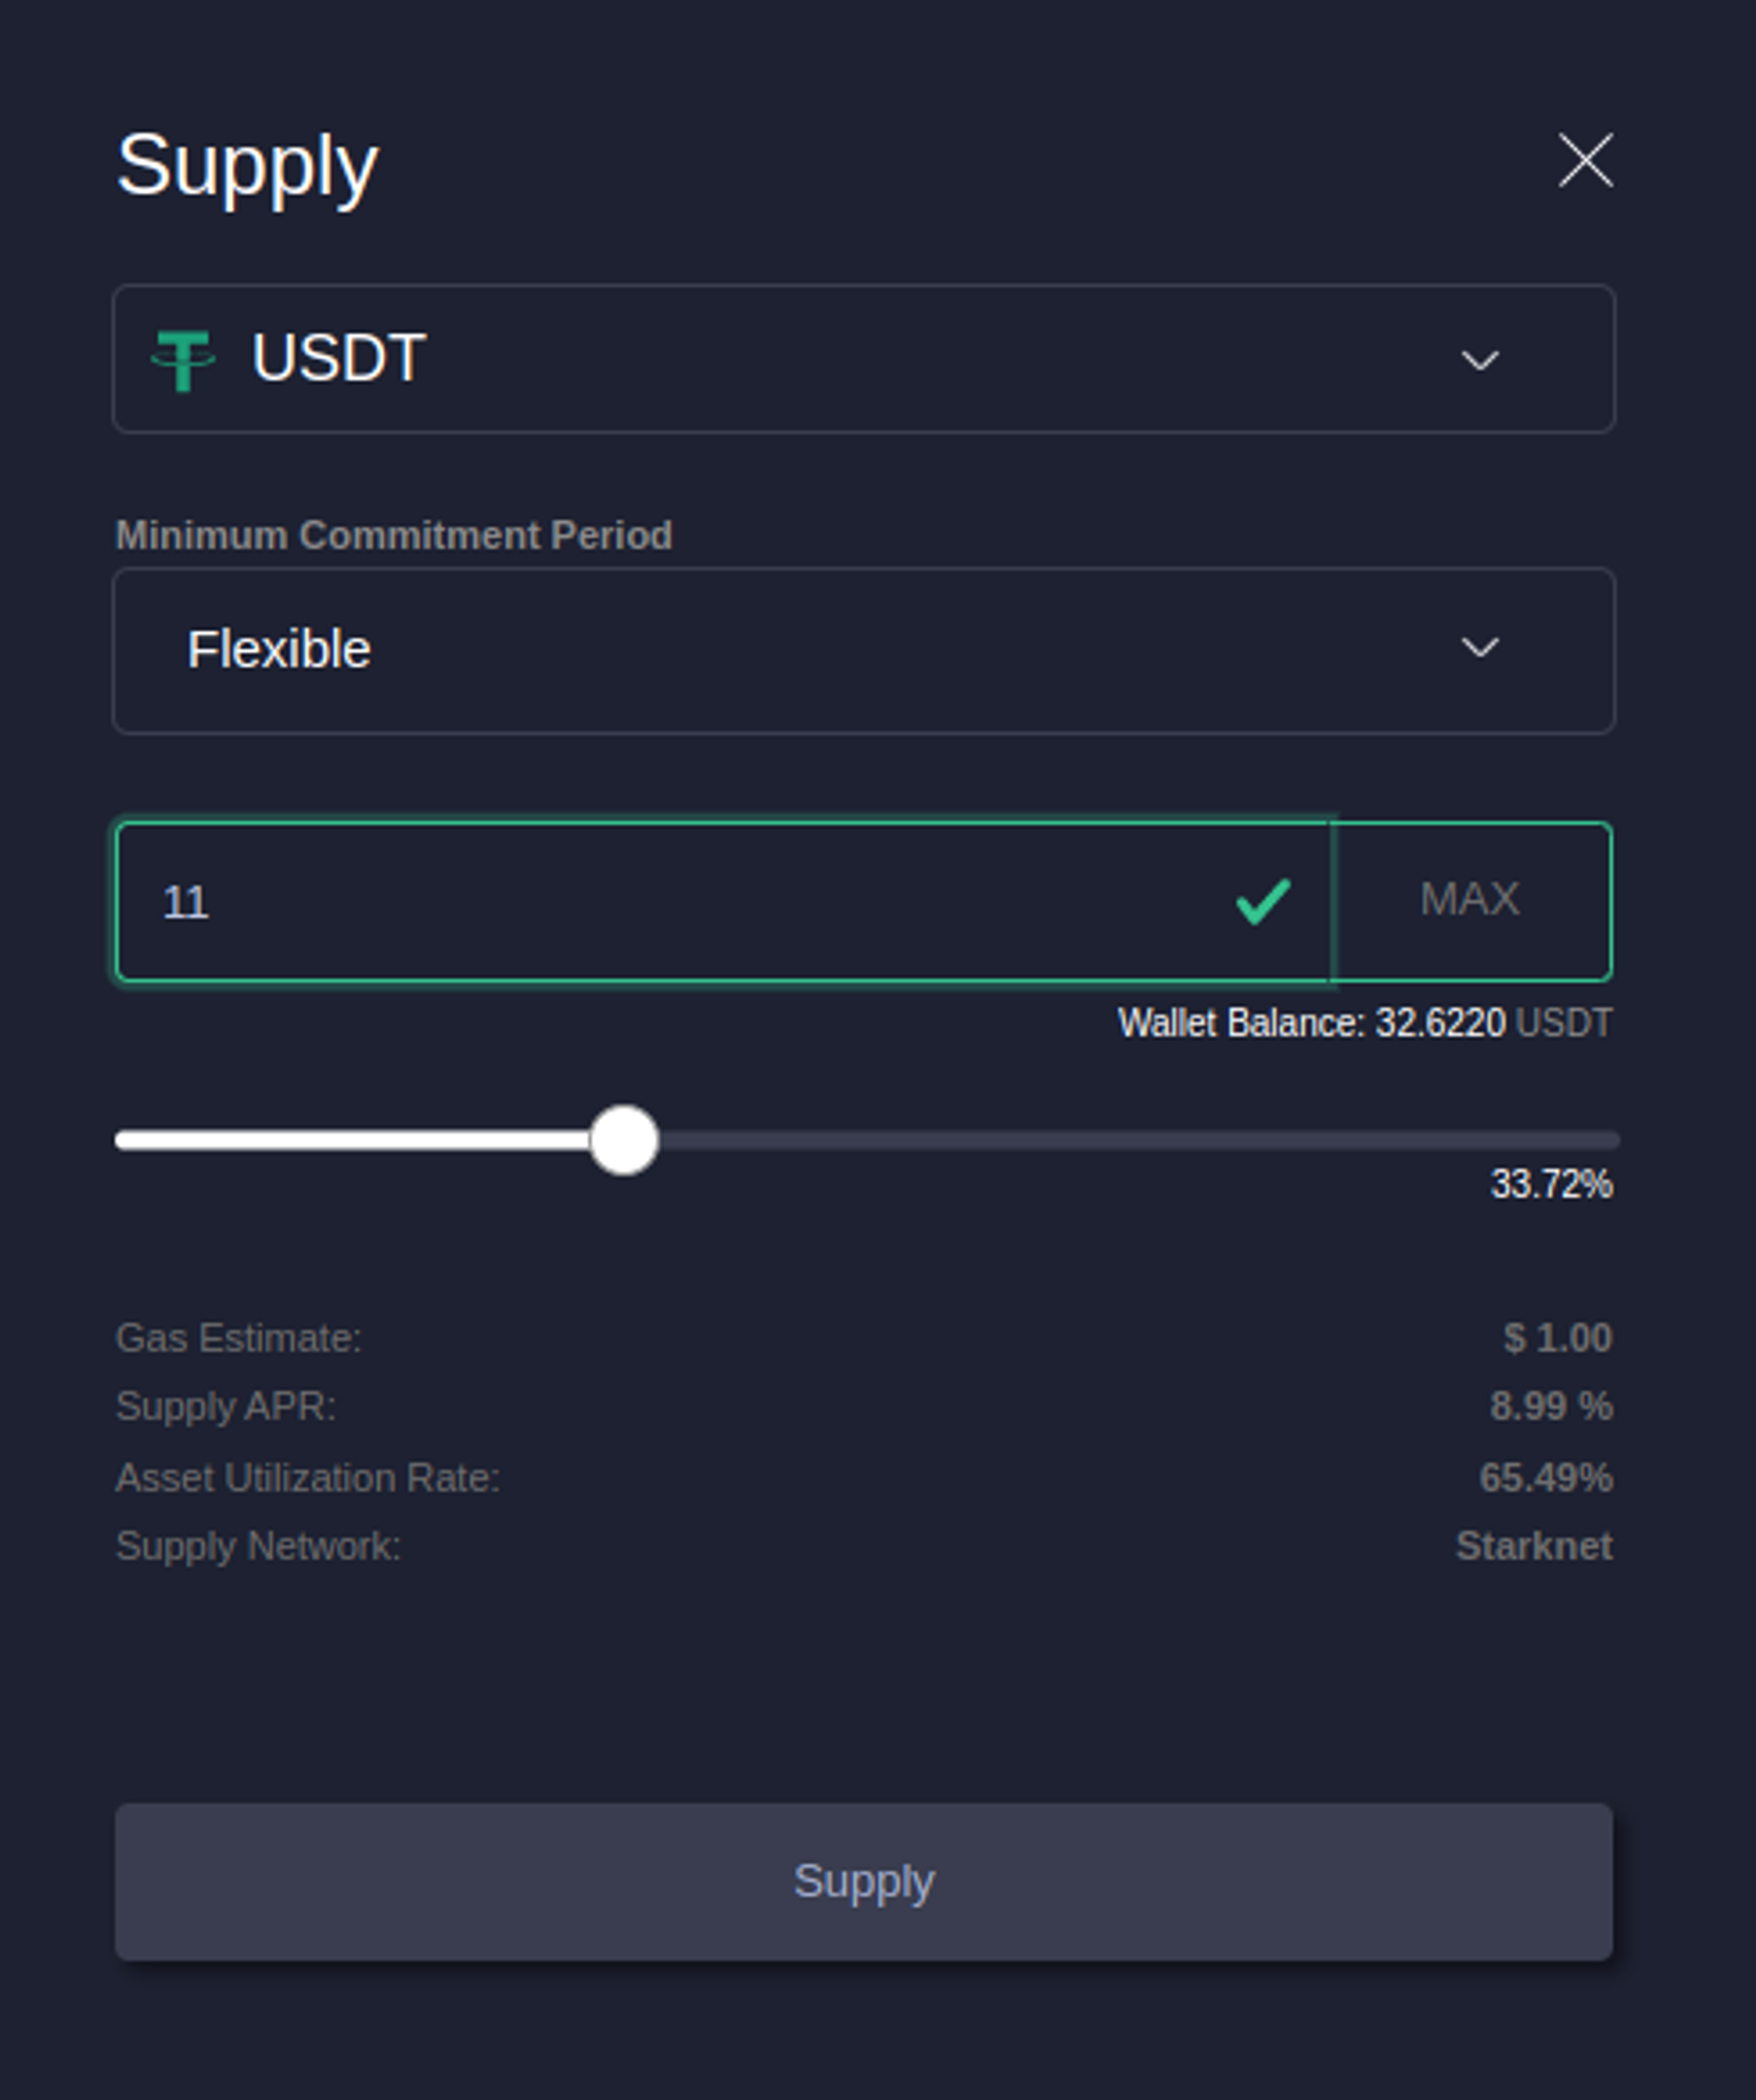 Supply
USDT
Minimum Commitment Period
Flexible
11
MAX
Wallet Balance: 32.6220 USDT
33.72%
Gas Estimate: $ 1.00
Supply APR: 8.99 %
Asset Utilization Rate: 65.49%
Supply Network: Starknet
Supply